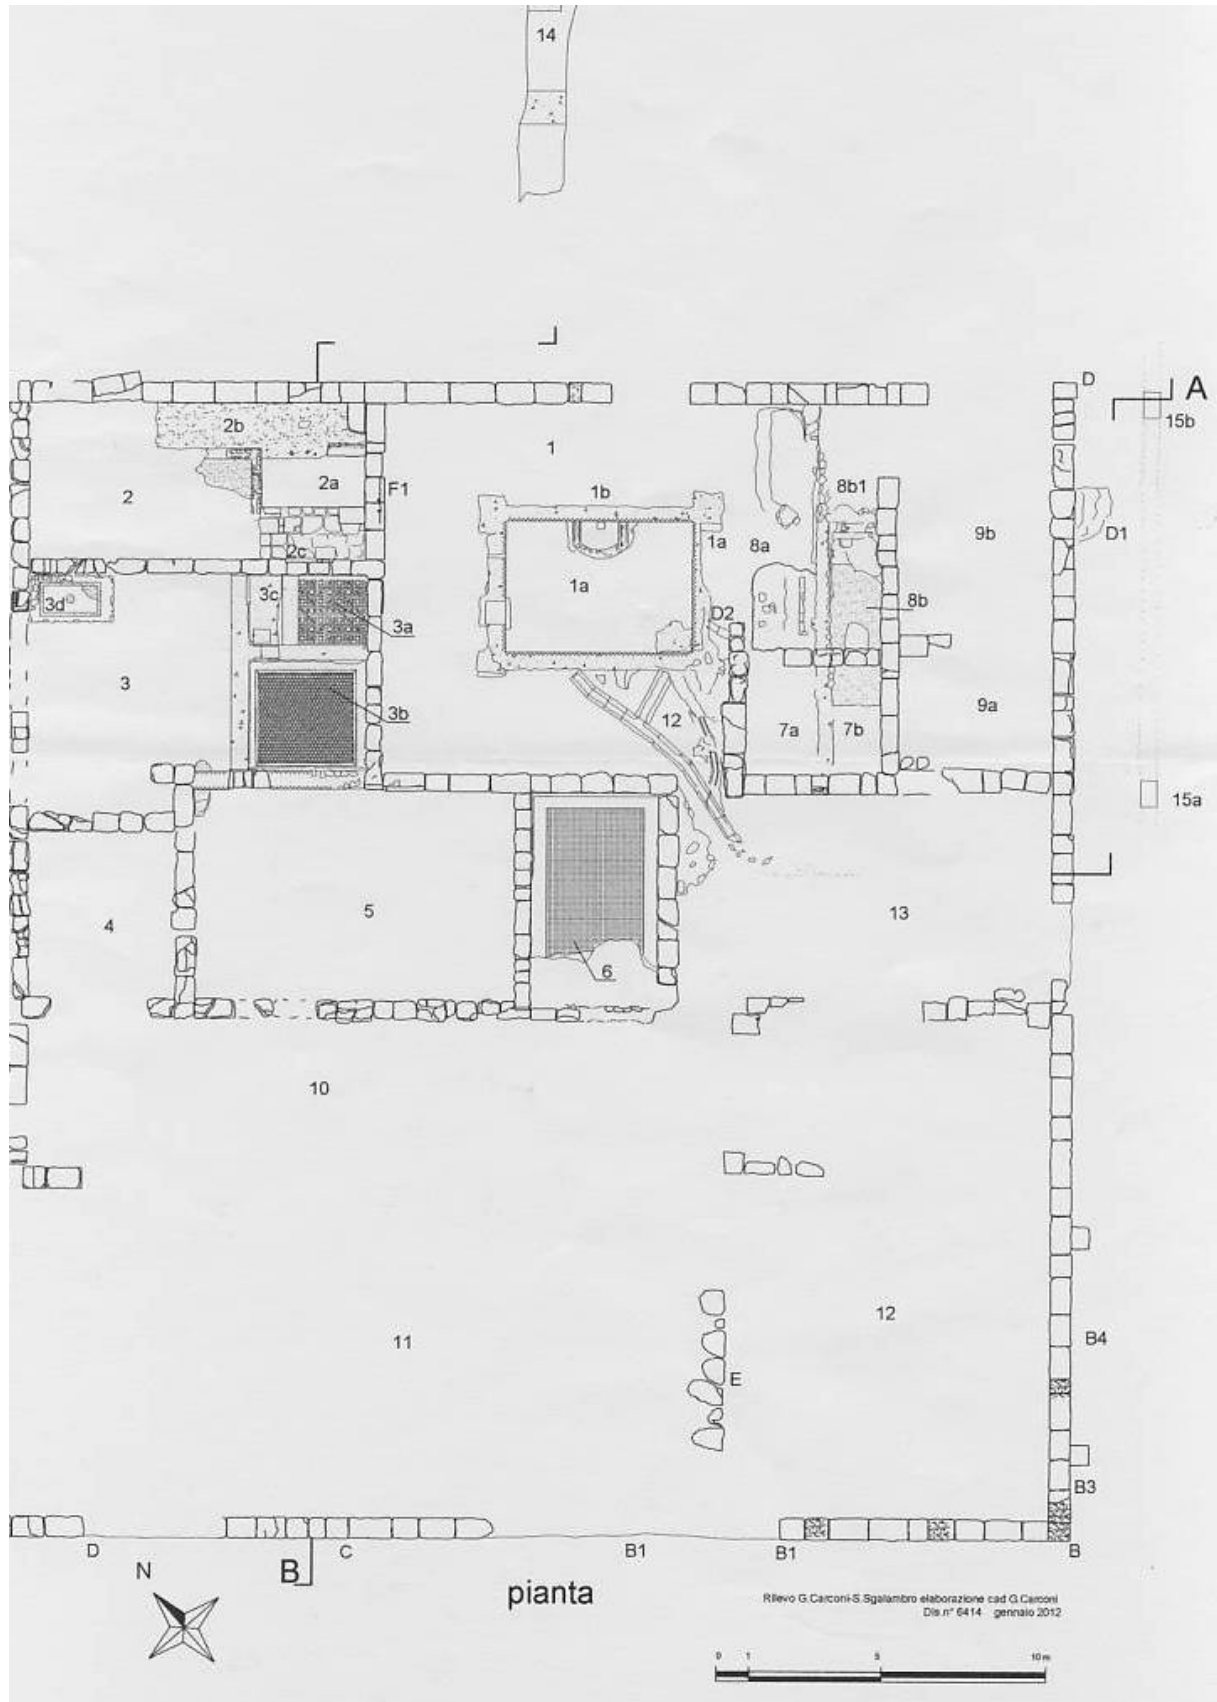 14
A
D
15b
2b
1
2a
F1
8b1
2
1b
9b
D1
2c
1a
8a
1a
3d
3c
8b
3a
D2
3
9a
3b
12
7a
7b
2D
15a
5
13
4
6
10
12
11
B4
E
B3
D
C
B1
B1
B
N
B
pianta
Rilievo G.Carconi-S.Sgalambro elaborazione cad G.Carconi
Dis.n° 6414 gennaio 2012
0 1 5 10 m